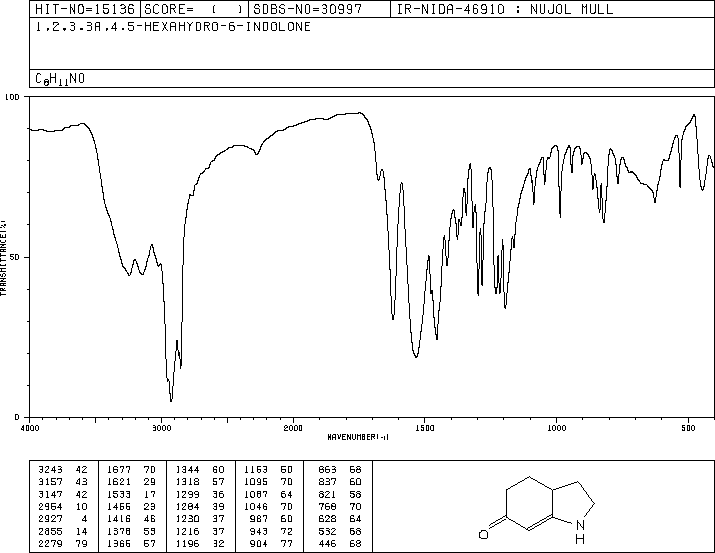 HIT-NO=15136 SCORE= ( ) SDBS-NO=30997 IR-NIDA-46910 : NUJOL MULL
1,2,3,3A,4,5-HEXAHYDRO-6-INDOLONE
C8H11NO
100
50
0
TRANSMITTANCE(%)
4000 3000 2000 1500 1000 500
WAVENUMBER(-1)
3243 42 1677 70 1344 60 1163 50 863 68
3157 43 1621 29 1318 57 1095 70 837 60
3147 42 1533 17 1299 36 1087 64 821 58
2954 10 1455 23 1284 39 1046 70 768 70
2927 4 1416 46 1230 37 987 60 628 64
2855 14 1378 53 1216 37 943 72 532 68
2279 79 1365 57 1196 32 904 77 446 68
O
N
H